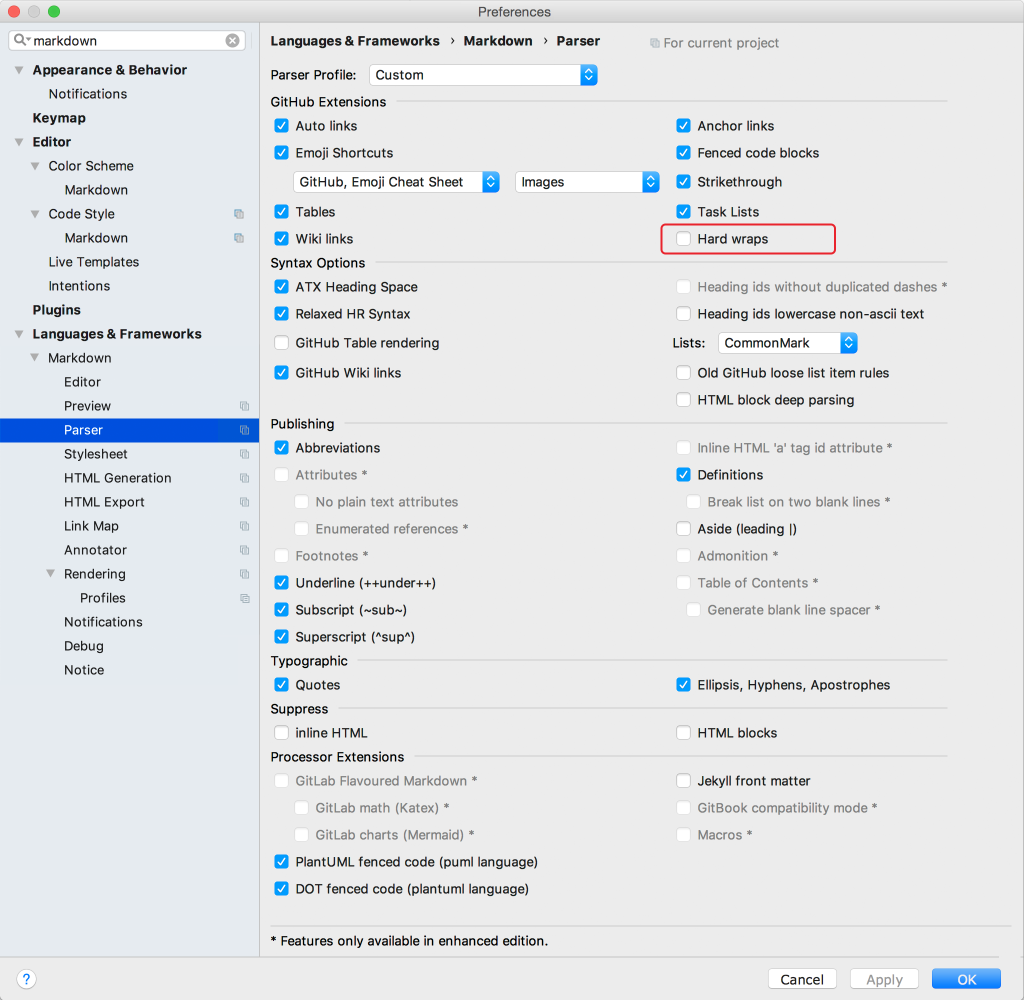 Preferences
markdown
Appearance & Behavior
Notifications
Keymap
Editor
Color Scheme
Markdown
Code Style
Markdown
Live Templates
Intentions
Plugins
Languages & Frameworks
Markdown
Editor
Preview
Parser
Stylesheet
HTML Generation
HTML Export
Link Map
Annotator
Rendering
Profiles
Notifications
Debug
Notice
Languages & Frameworks › Markdown › Parser For current project
Parser Profile: Custom
GitHub Extensions
Auto links Anchor links
Emoji Shortcuts Fenced code blocks
GitHub, Emoji Cheat Sheet Images Strikethrough
Tables Task Lists
Wiki links Hard wraps
Syntax Options
ATX Heading Space Heading ids without duplicated dashes *
Relaxed HR Syntax Heading ids lowercase non-ascii text
GitHub Table rendering Lists: CommonMark
GitHub Wiki links Old GitHub loose list item rules
HTML block deep parsing
Publishing
Abbreviations Inline HTML 'a' tag id attribute *
Attributes * Definitions
No plain text attributes Break list on two blank lines *
Enumerated references * Aside (leading |)
Footnotes * Admonition *
Underline (++under++) Table of Contents *
Subscript (~sub~) Generate blank line spacer *
Superscript (^sup^)
Typographic
Quotes Ellipsis, Hyphens, Apostrophes
Suppress
inline HTML HTML blocks
Processor Extensions
GitLab Flavoured Markdown * Jekyll front matter
GitLab math (Katex) * GitBook compatibility mode *
GitLab charts (Mermaid) * Macros *
PlantUML fenced code (puml language)
DOT fenced code (plantuml language)
* Features only available in enhanced edition.
? Cancel Apply OK